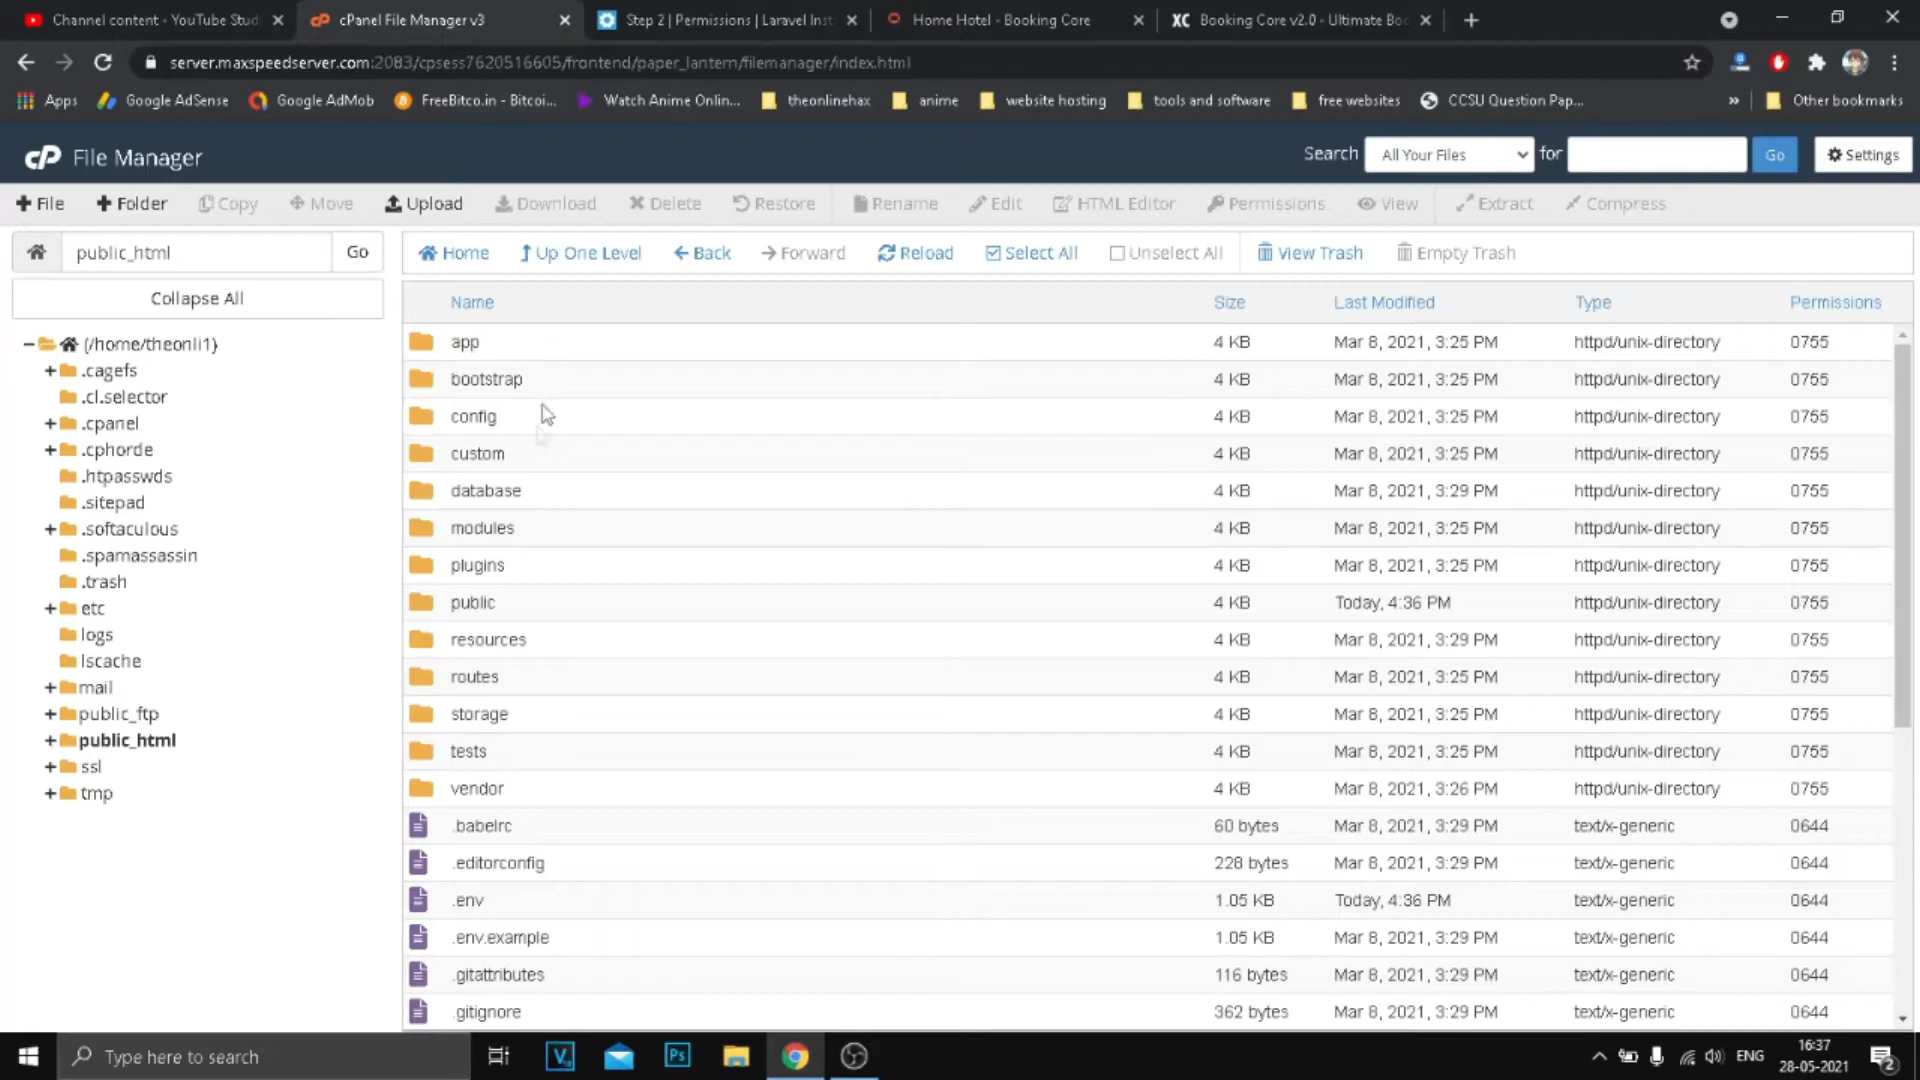 Channel content - YouTube Stud
cPanel File Manager v3
Step 2 | Permissions | Laravel Inst
Home Hotel - Booking Core
XC Booking Core v2.0 - Ultimate Boo
server.maxspeedserver.com:2083/cpsess7620516605/frontend/paper_lantern/filemanager/index.html
Apps
Google AdSense
Google AdMob
FreeBitco.in - Bitcoi...
Watch Anime Onlin...
theonlinehax
anime
website hosting
tools and software
free websites
CCSU Question Pap...
»
Other bookmarks
cP File Manager
Search All Your Files for Go Settings
File Folder Copy Move Upload Download Delete Restore Rename Edit HTML Editor Permissions View Extract Compress
public_html Go
Home Up One Level Back Forward Reload Select All Unselect All View Trash Empty Trash
Collapse All
(/home/theonli1)
.cagefs
.cl.selector
.cpanel
.cphorde
.htpasswds
.sitepad
.softaculous
.spamassassin
.trash
etc
logs
lscache
mail
public_ftp
public_html
ssl
tmp
Name Size Last Modified Type Permissions
app 4 KB Mar 8, 2021, 3:25 PM httpd/unix-directory 0755
bootstrap 4 KB Mar 8, 2021, 3:25 PM httpd/unix-directory 0755
config 4 KB Mar 8, 2021, 3:25 PM httpd/unix-directory 0755
custom 4 KB Mar 8, 2021, 3:25 PM httpd/unix-directory 0755
database 4 KB Mar 8, 2021, 3:29 PM httpd/unix-directory 0755
modules 4 KB Mar 8, 2021, 3:25 PM httpd/unix-directory 0755
plugins 4 KB Mar 8, 2021, 3:25 PM httpd/unix-directory 0755
public 4 KB Today, 4:36 PM httpd/unix-directory 0755
resources 4 KB Mar 8, 2021, 3:29 PM httpd/unix-directory 0755
routes 4 KB Mar 8, 2021, 3:25 PM httpd/unix-directory 0755
storage 4 KB Mar 8, 2021, 3:25 PM httpd/unix-directory 0755
tests 4 KB Mar 8, 2021, 3:25 PM httpd/unix-directory 0755
vendor 4 KB Mar 8, 2021, 3:26 PM httpd/unix-directory 0755
.babelrc 60 bytes Mar 8, 2021, 3:29 PM text/x-generic 0644
.editorconfig 228 bytes Mar 8, 2021, 3:29 PM text/x-generic 0644
.env 1.05 KB Today, 4:36 PM text/x-generic 0644
.env.example 1.05 KB Mar 8, 2021, 3:29 PM text/x-generic 0644
.gitattributes 116 bytes Mar 8, 2021, 3:29 PM text/x-generic 0644
.gitignore 362 bytes Mar 8, 2021, 3:29 PM text/x-generic 0644
Type here to search
Ps
ENG
16:37
28-05-2021
2